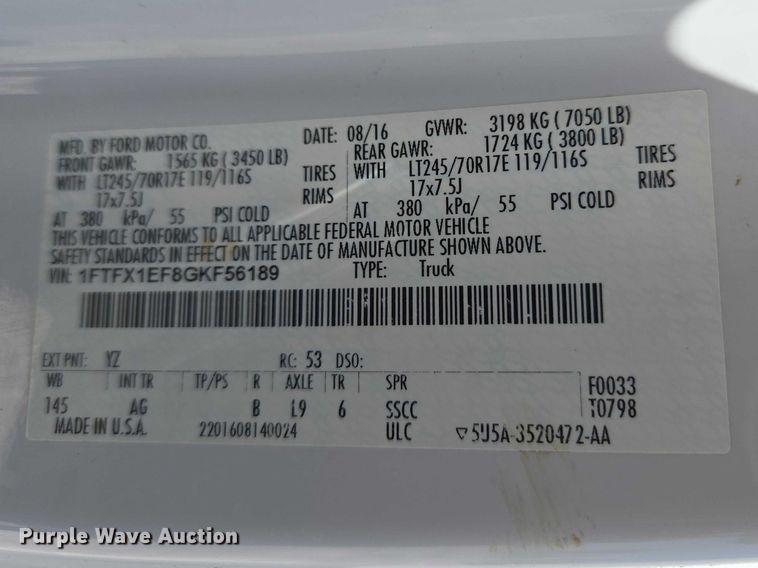 MFD. BY FORD MOTOR CO. DATE: 08/16 GVWR: 3198 KG ( 7050 LB)
FRONT GAWR: 1565 KG ( 3450 LB) REAR GAWR: 1724 KG ( 3800 LB)
WITH LT245/70R17E 119/116S TIRES WITH LT245/70R17E 119/116S TIRES
17x7.5J RIMS 17x7.5J RIMS
AT 380 kPa/ 55 PSI COLD AT 380 kPa/ 55 PSI COLD
THIS VEHICLE CONFORMS TO ALL APPLICABLE FEDERAL MOTOR VEHICLE
SAFETY STANDARDS IN EFFECT ON THE DATE OF MANUFACTURE SHOWN ABOVE.
VIN: 1FTFX1EF8GKF56189 TYPE: Truck
EXT PNT: YZ RC: 53 DSO:
WB INT TR TP/PS R AXLE TR SPR F0033
145 AG B L9 6 SSCC T0798
MADE IN U.S.A. 2201608140024 ULC ▽5U5A-3520472-AA
Purple Wave Auction